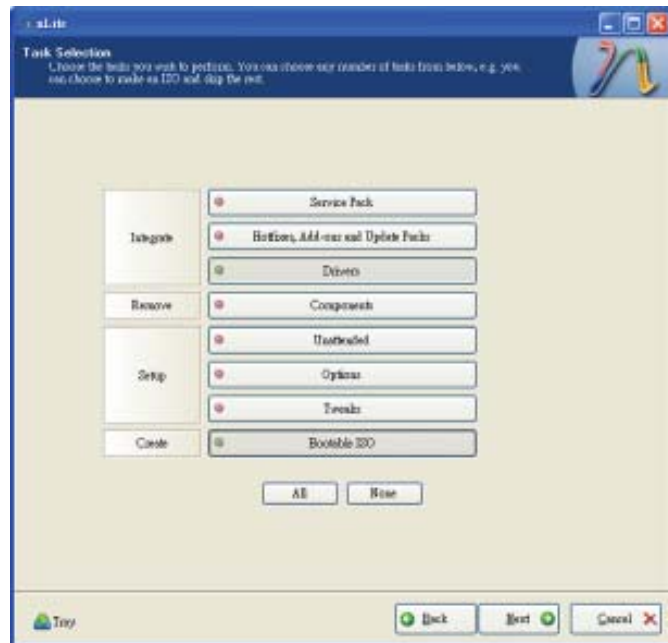 nLite
Task Selection
Choose the tasks you wish to perform. You can choose any number of tasks from below, e.g. you
can choose to make an ISO and skip the rest.
Integrate
Service Pack
Hotfixes, Add-ons and Update Packs
Drivers
Remove
Components
Setup
Unattended
Options
Tweaks
Create
Bootable ISO
All
None
Tray
Back
Next
Cancel